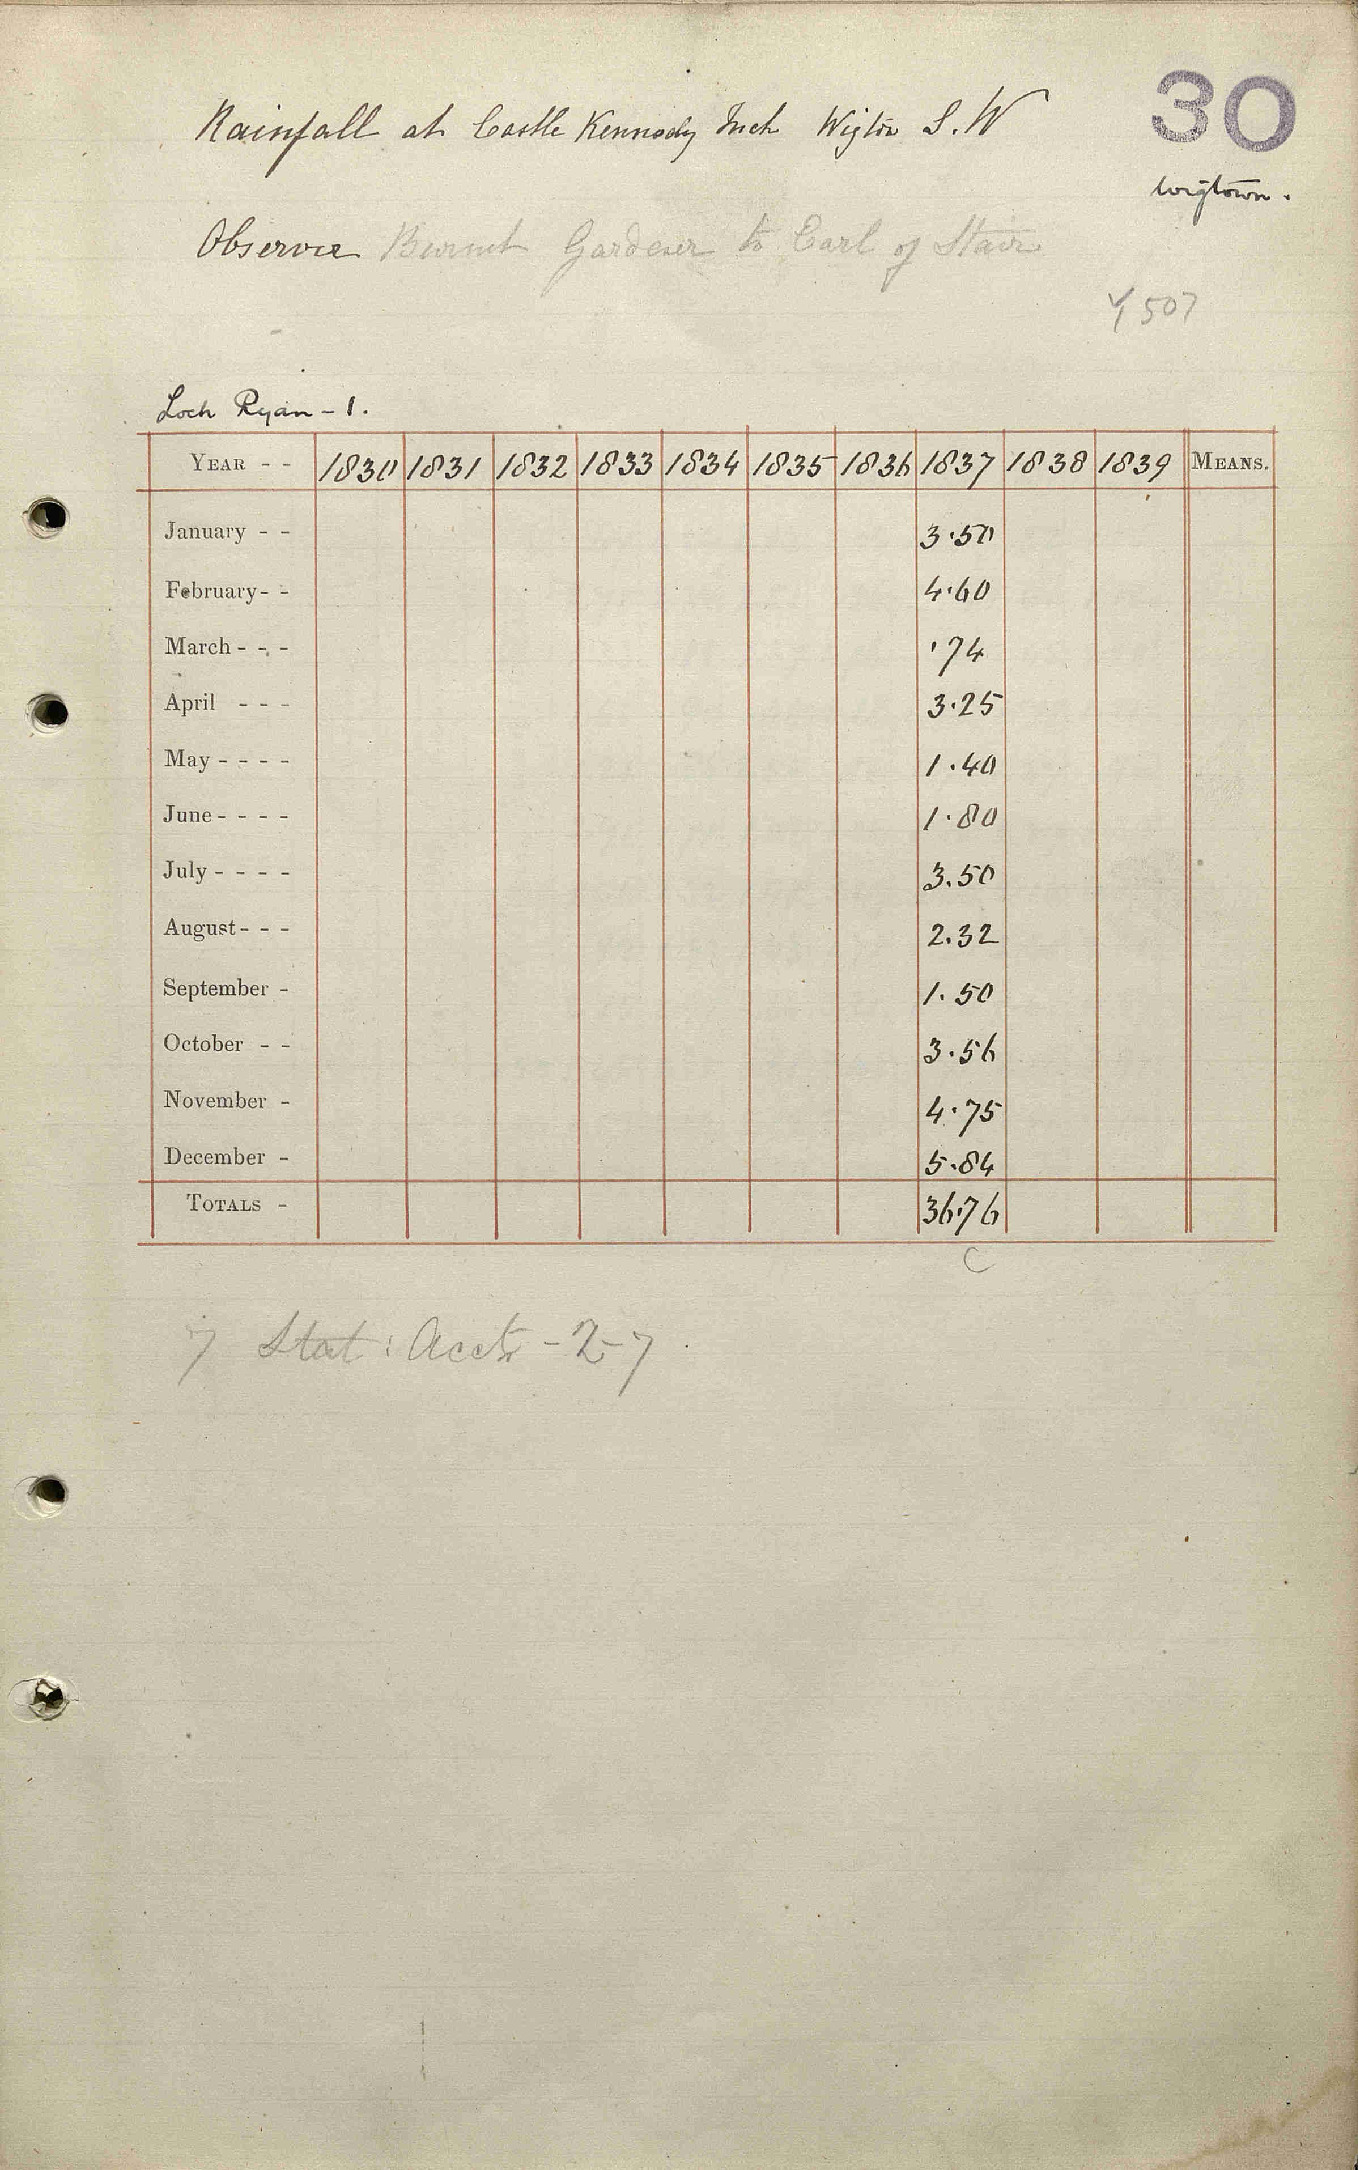 30
Rainfall at Castle Kennedy Inch Wigton S.W
Wigtown.
Observer Gardener to Earl of Stair
507
Loch Ryan - 1.
YEAR - - 1830 1831 1832 1833 1834 1835 1836 1837 1838 1839 MEANS.
January - - 3.50
February - - 4.60
March - - - .74
April - - - 3.25
May - - - - 1.40
June - - - - 1.80
July - - - - 3.50
August - - - 2.32
September - 1.50
October - - 3.56
November - 4.75
December - 5.84
TOTALS - 36.76
C
7 Stat: Acct - 2 - 7